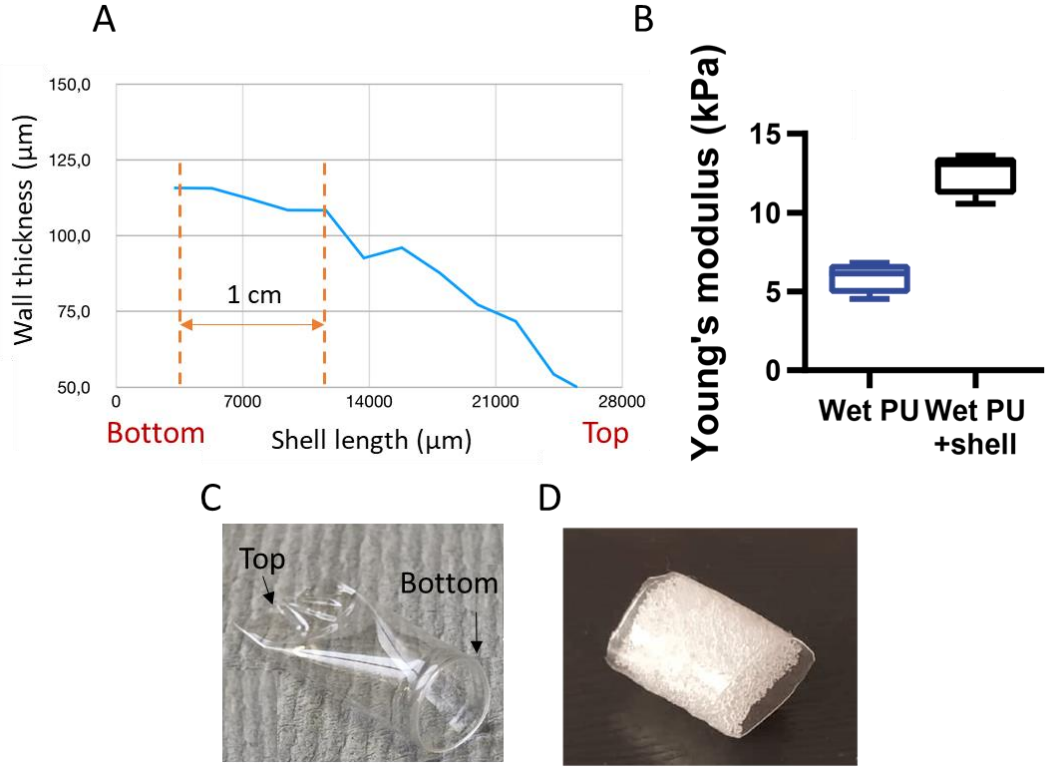 A
B
150,0
125,0
100,0
75,0
50,0
Wall thickness (µm)
1 cm
0
7000
14000
21000
28000
Bottom
Shell length (µm)
Top
Young's modulus (kPa)
15
10
5
0
Wet PU
Wet PU
+shell
C
D
Top
Bottom